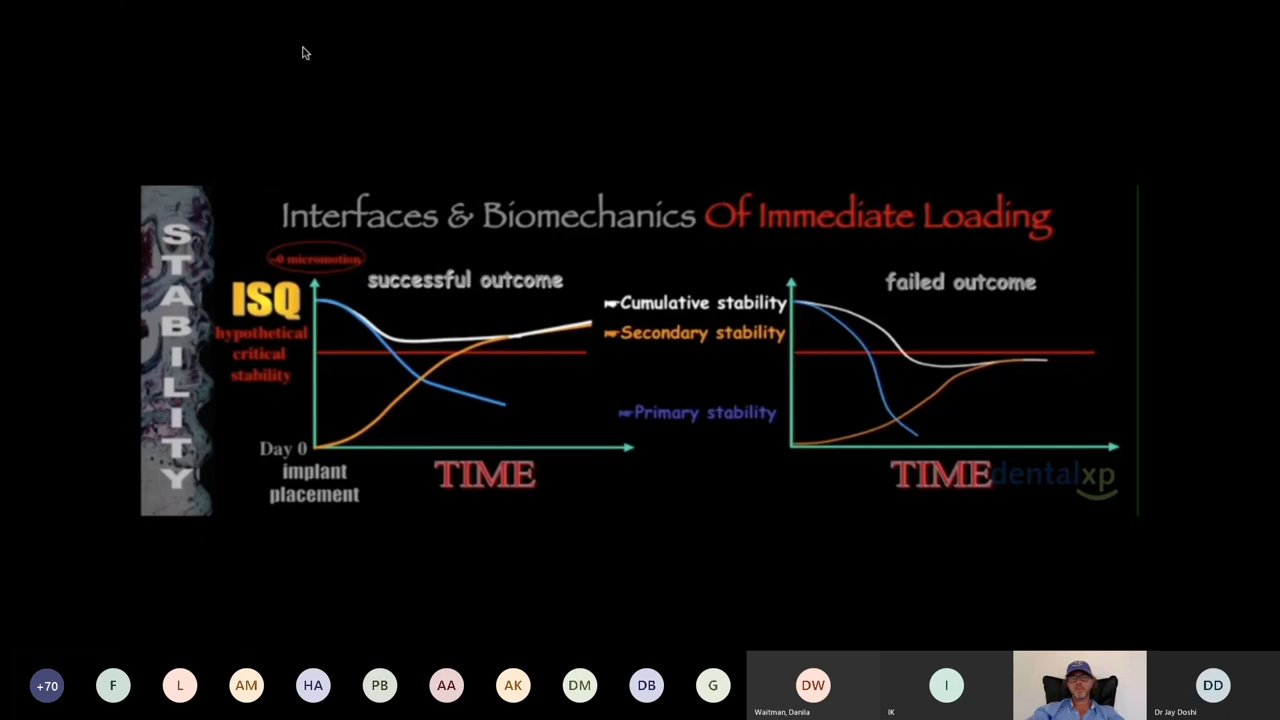 Interfaces & Biomechanics Of Immediate Loading
STABILITY
~0 micromotion
successful outcome
failed outcome
ISQ
hypothetical
critical
stability
Cumulative stability
Secondary stability
Primary stability
Day 0
implant
placement
TIME
TIME
dentalxp
+70
F
L
AM
HA
PB
AA
AK
DM
DB
G
DW
Waitman, Danila
I
IK
DD
Dr Jay Doshi